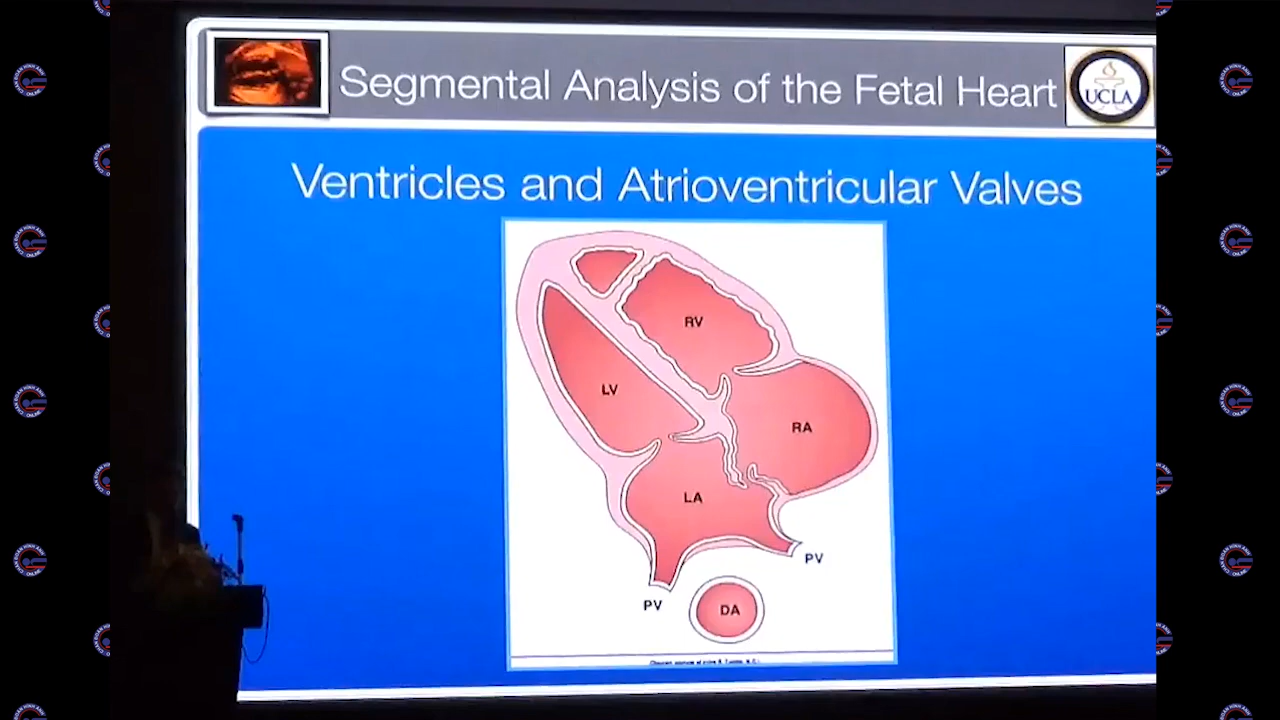 Segmental Analysis of the Fetal Heart
UCLA
Ventricles and Atrioventricular Valves
RV
LV
RA
LA
PV
PV
DA